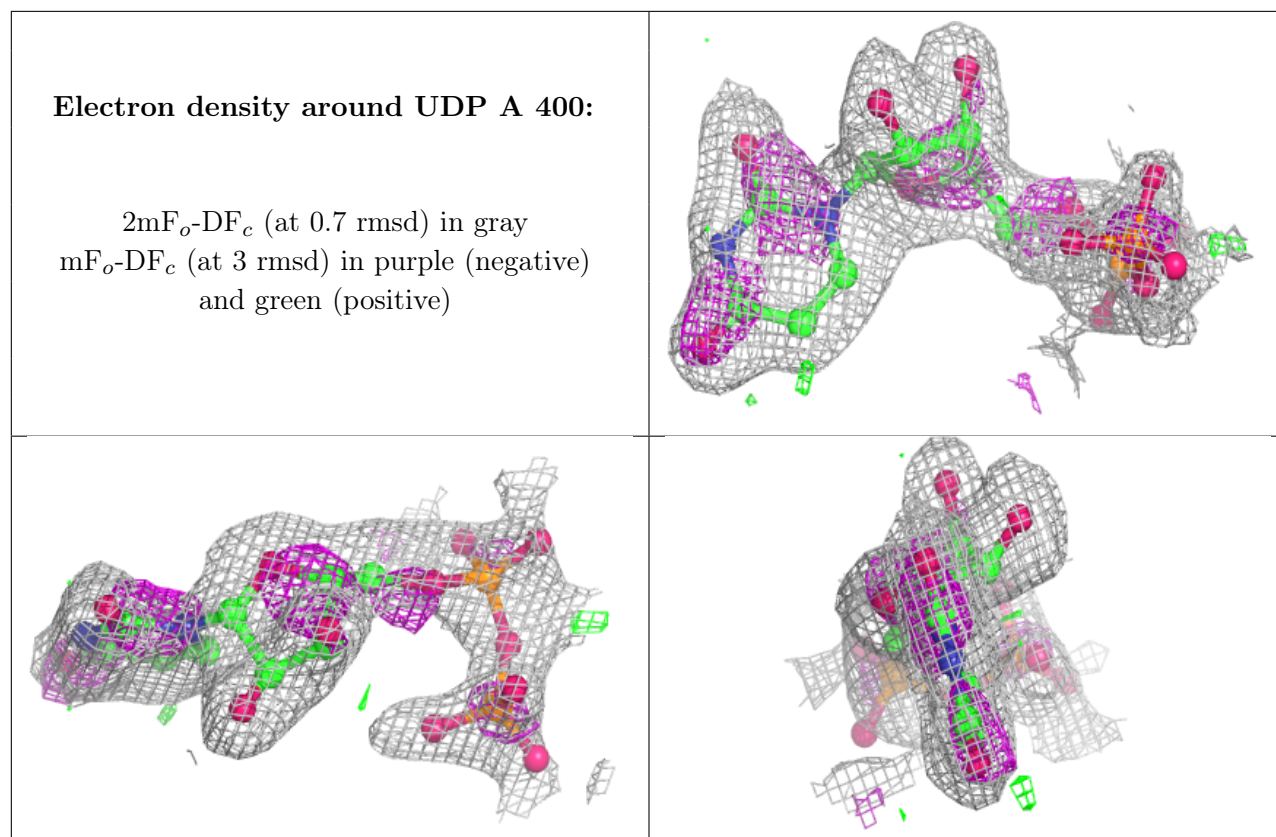 Electron density around UDP A 400:
2mFo-DFc (at 0.7 rmsd) in gray
mFo-DFc (at 3 rmsd) in purple (negative)
and green (positive)